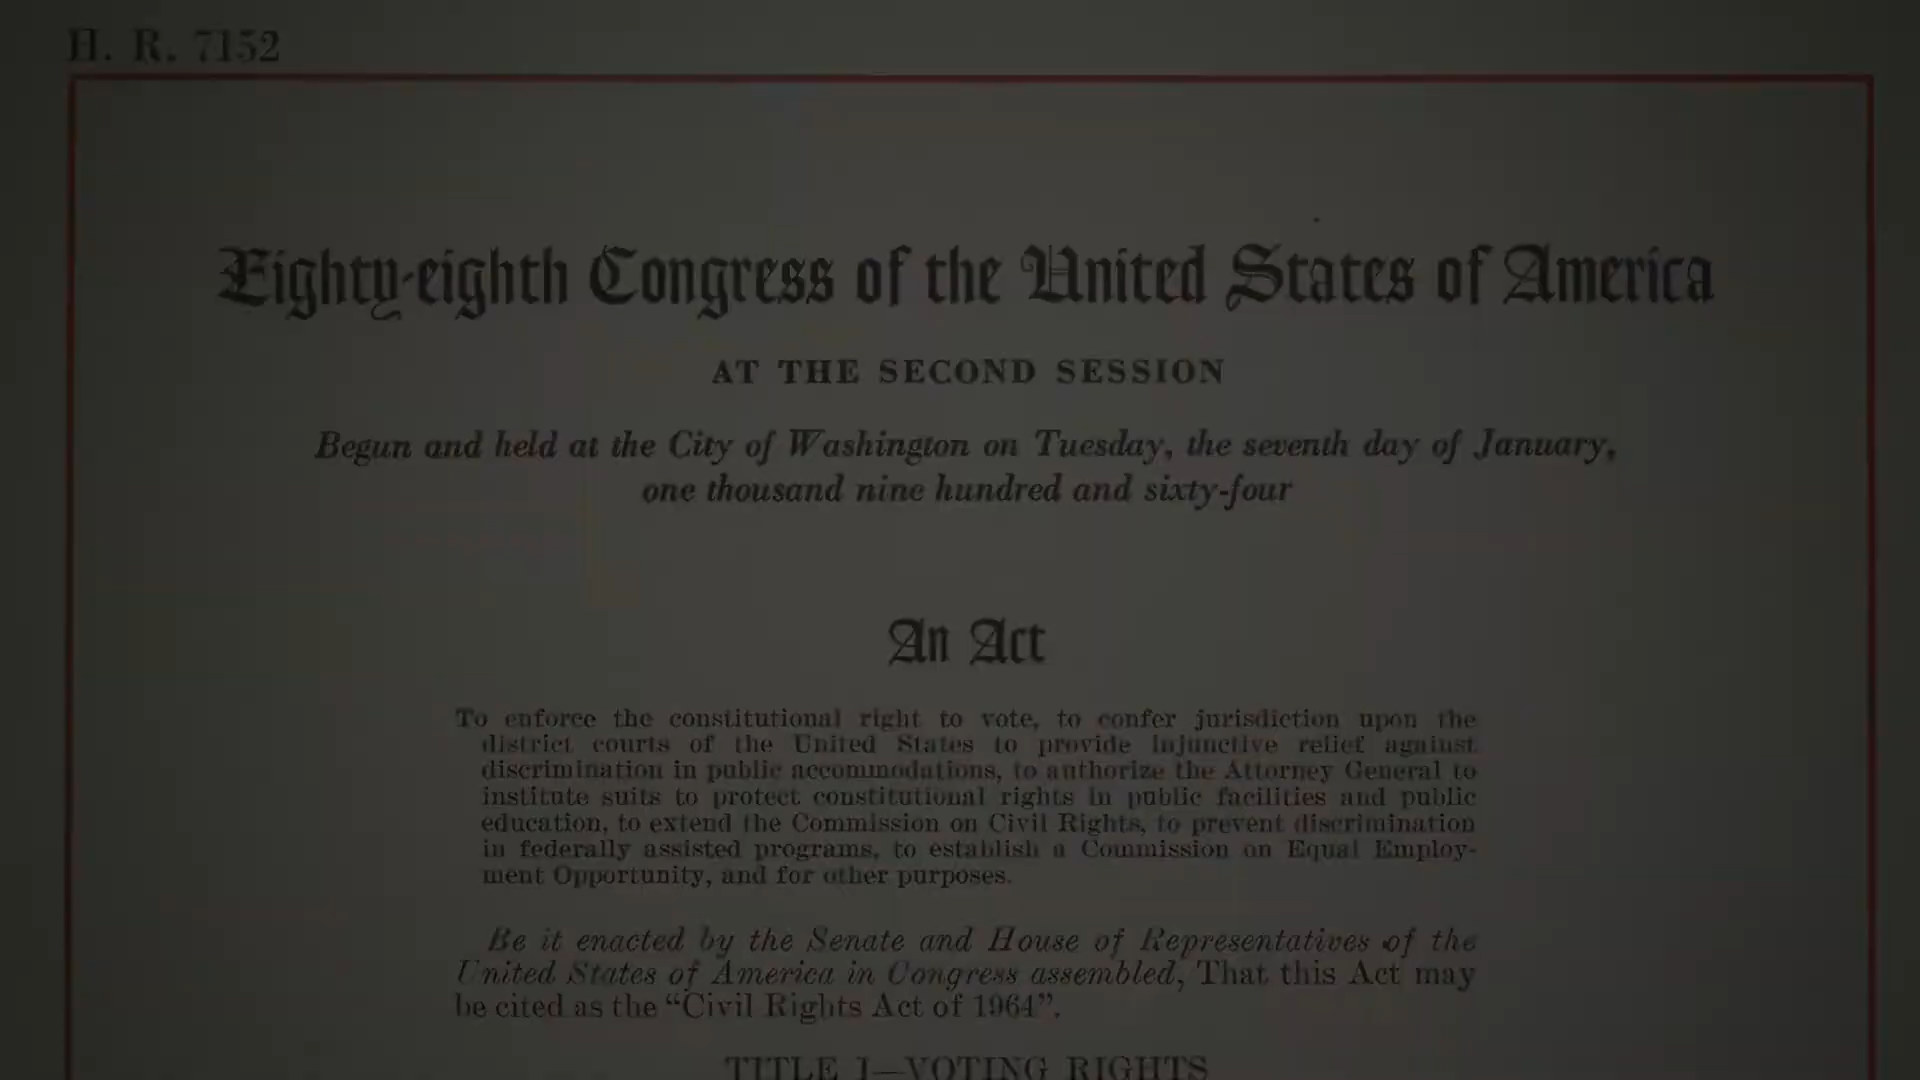 H. R. 7152
Eighty-eighth Congress of the United States of America
AT THE SECOND SESSION
Begun and held at the City of Washington on Tuesday, the seventh day of January,
one thousand nine hundred and sixty-four
An Act
To enforce the constitutional right to vote, to confer jurisdiction upon the
district courts of the United States to provide injunctive relief against
discrimination in public accommodations, to authorize the Attorney General to
institute suits to protect constitutional rights in public facilities and public
education, to extend the Commission on Civil Rights, to prevent discrimination
in federally assisted programs, to establish a Commission on Equal Employ-
ment Opportunity, and for other purposes.
Be it enacted by the Senate and House of Representatives of the
United States of America in Congress assembled, That this Act may
be cited as the “Civil Rights Act of 1964”.
TITLE I—VOTING RIGHTS